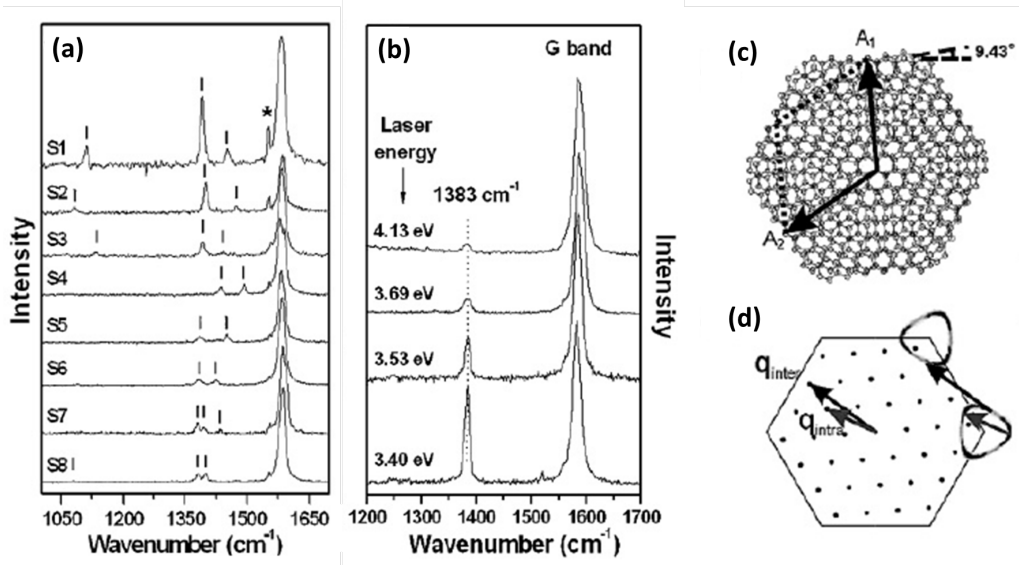 (a)
S1
*
S2
S3
S4
S5
S6
S7
S8
Intensity
1050 1200 1350 1500 1650
Wavenumber (cm⁻¹)
(b)
G band
Laser
energy
1383 cm⁻¹
4.13 eV
3.69 eV
3.53 eV
3.40 eV
Intensity
1200 1300 1400 1500 1600 1700
Wavenumber (cm⁻¹)
(c)
A₁
9.43°
A₂
(d)
qinter
qintra